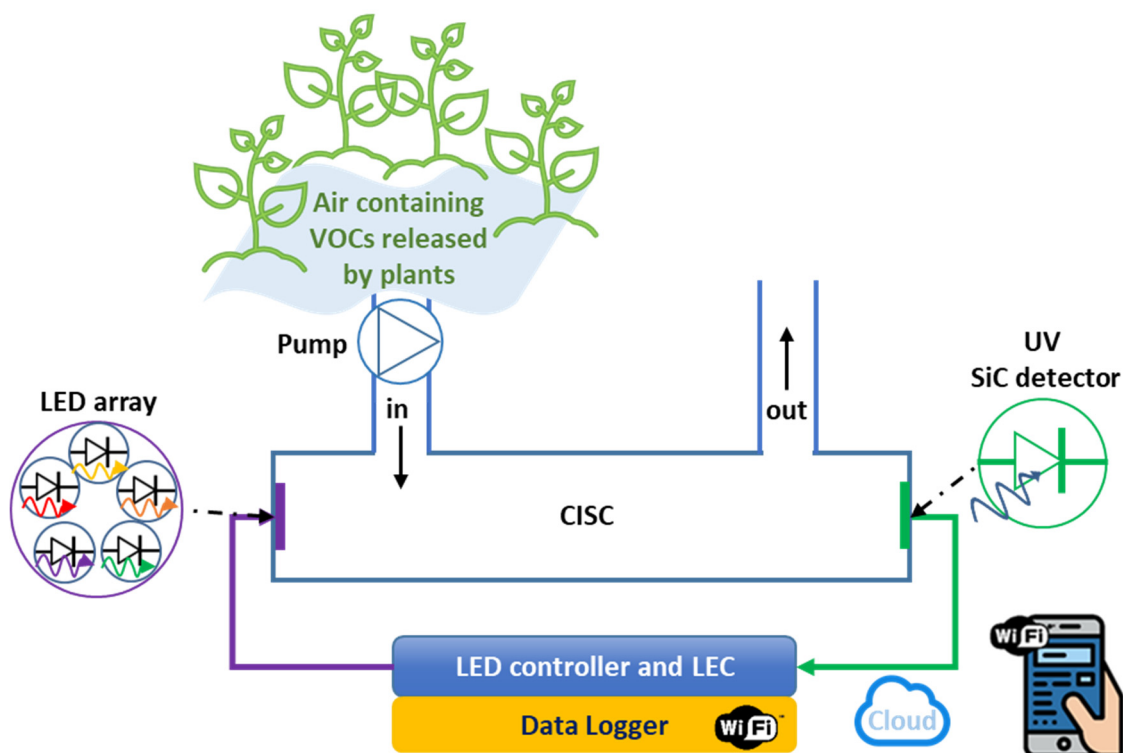 Air containing
VOCs released
by plants
Pump
UV
SiC detector
LED array
in
out
CISC
WiFi
LED controller and LEC
Data Logger
WiFi™
Cloud